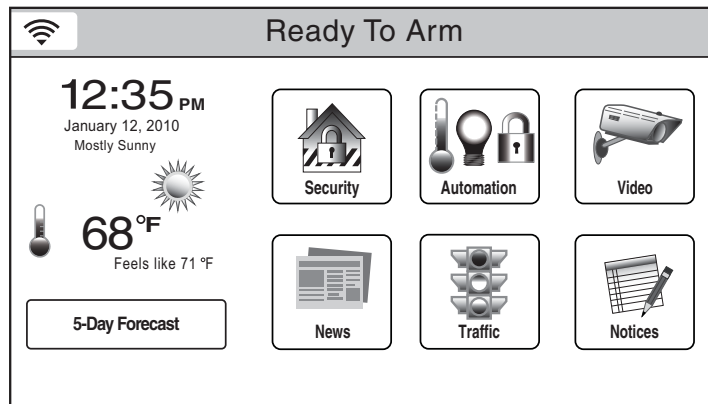 Ready To Arm
12:35 PM
January 12, 2010
Mostly Sunny
68°F
Feels like 71 °F
5-Day Forecast
Security
Automation
Video
News
Traffic
Notices